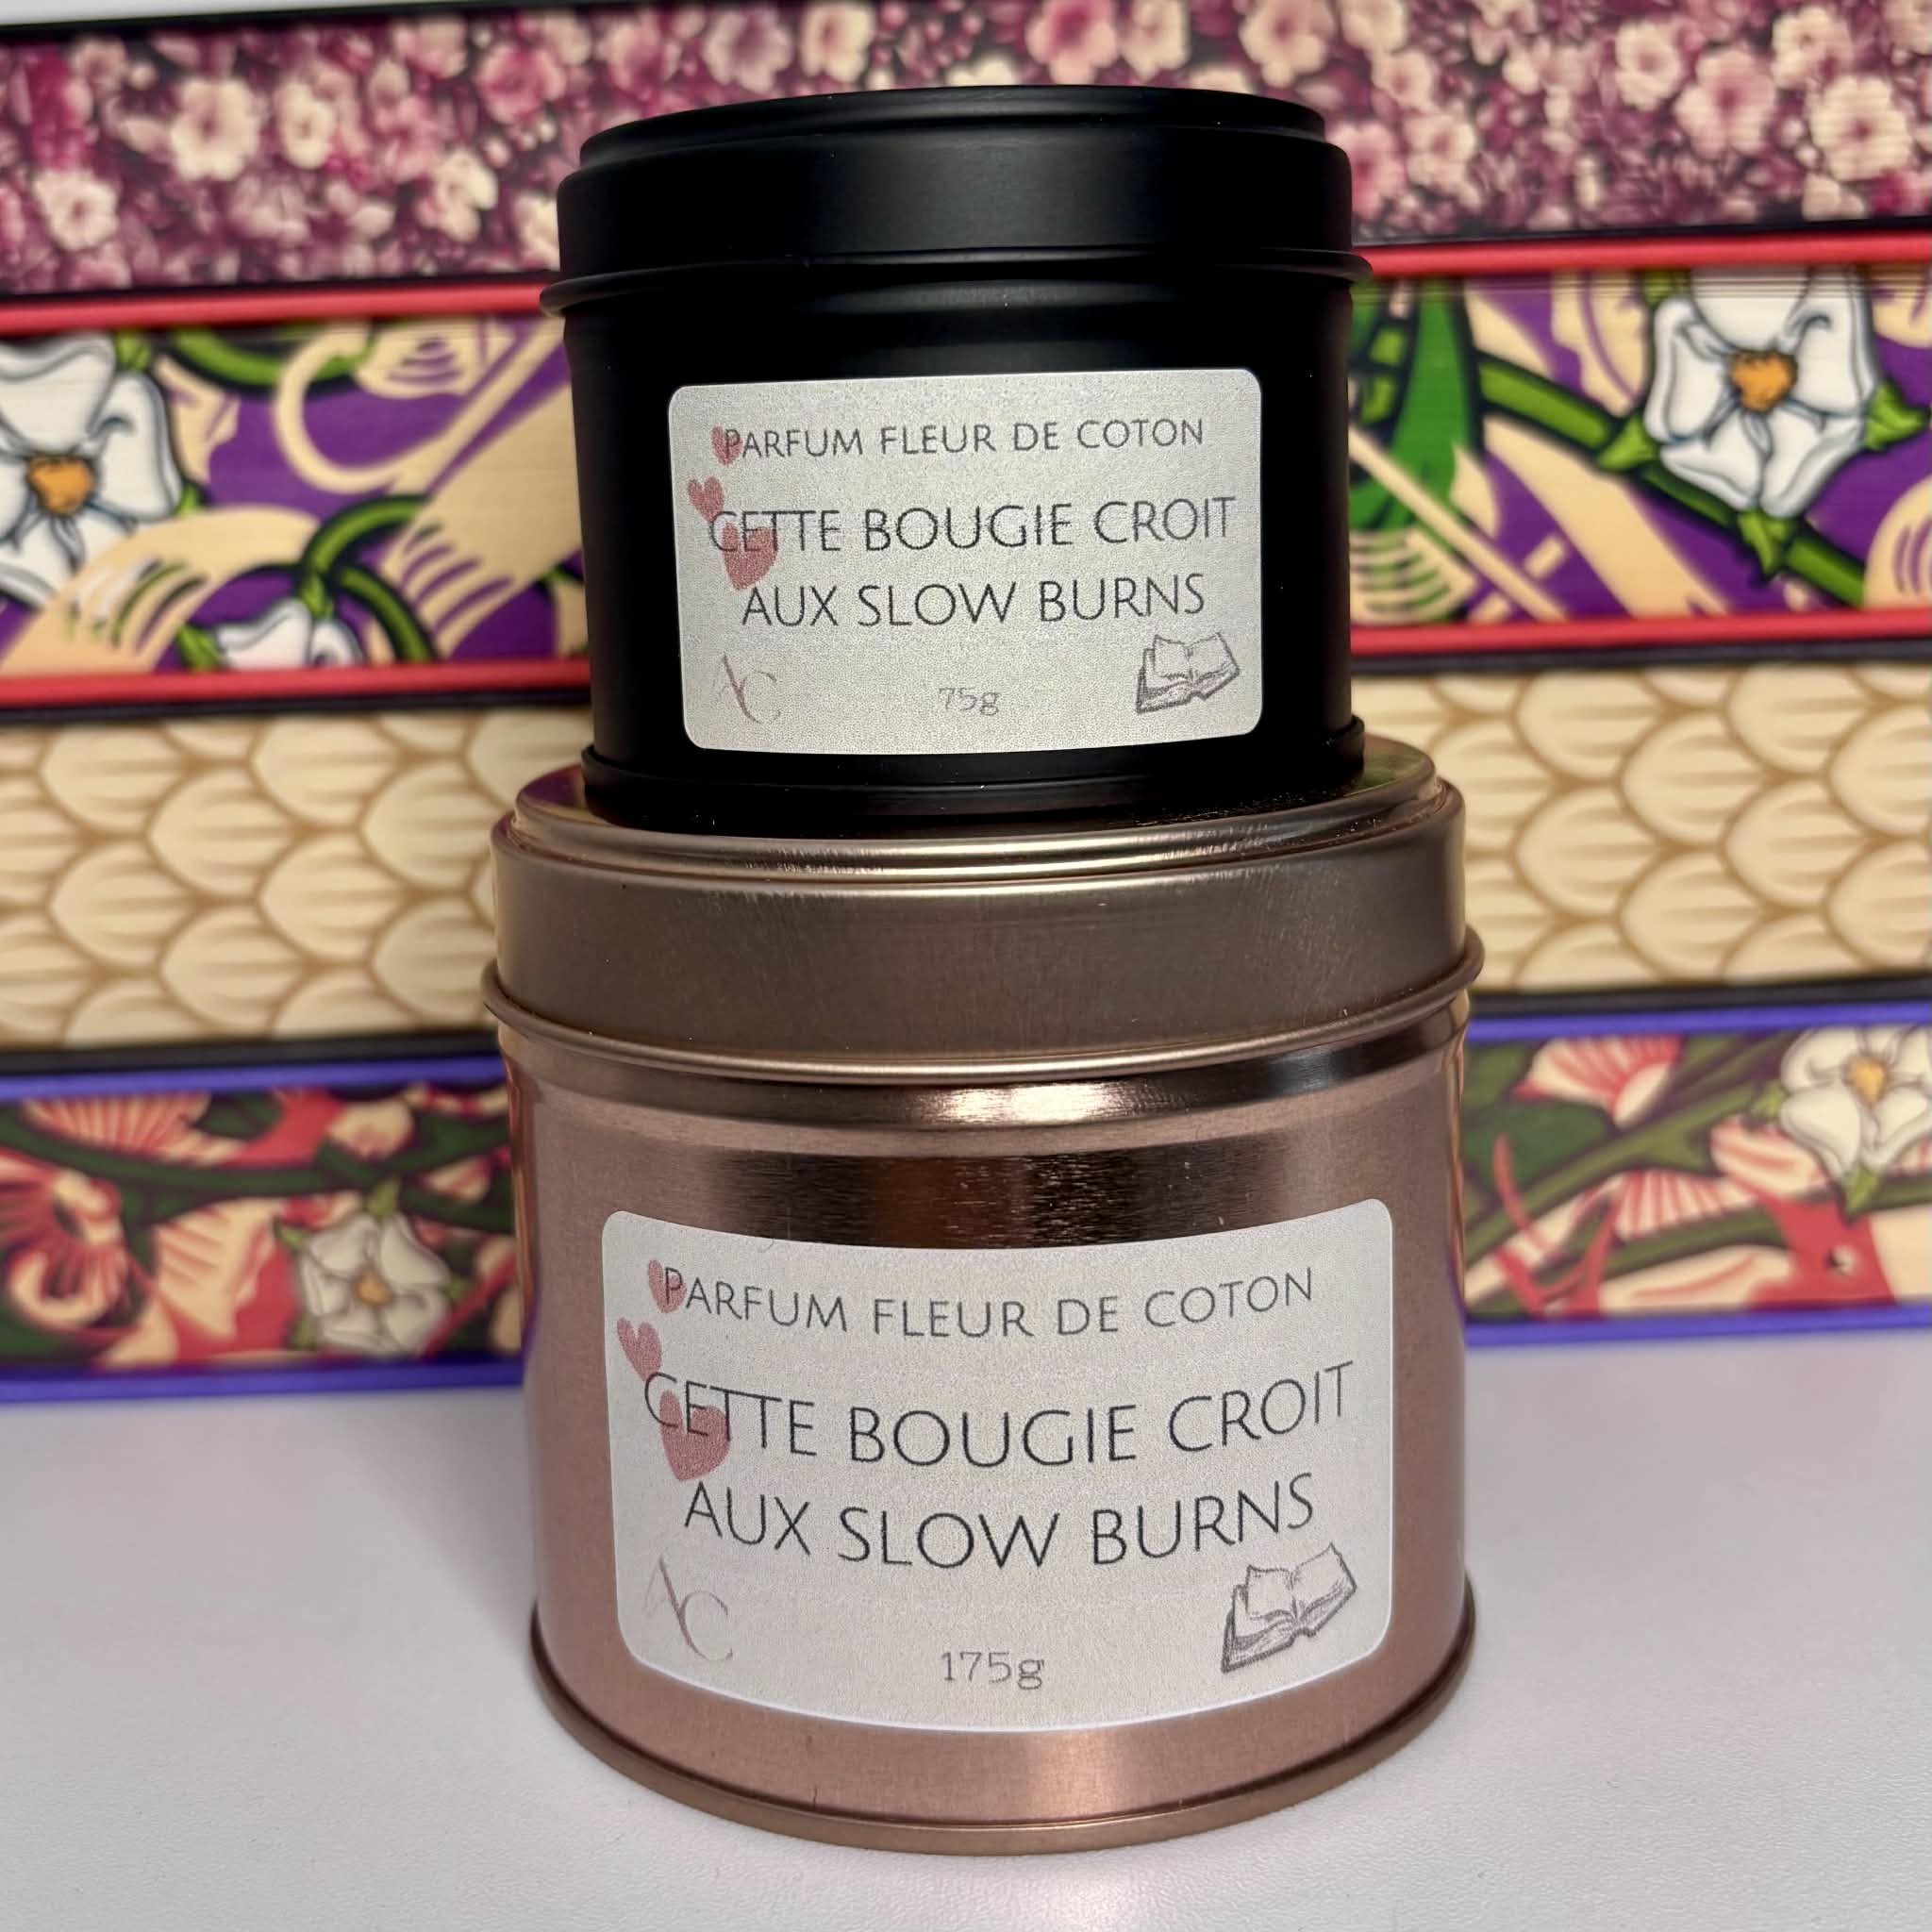 PARFUM FLEUR DE COTON
CETTE BOUGIE CROIT
AUX SLOW BURNS
AC
75g
PARFUM FLEUR DE COTON
CETTE BOUGIE CROIT
AUX SLOW BURNS
AC
175g